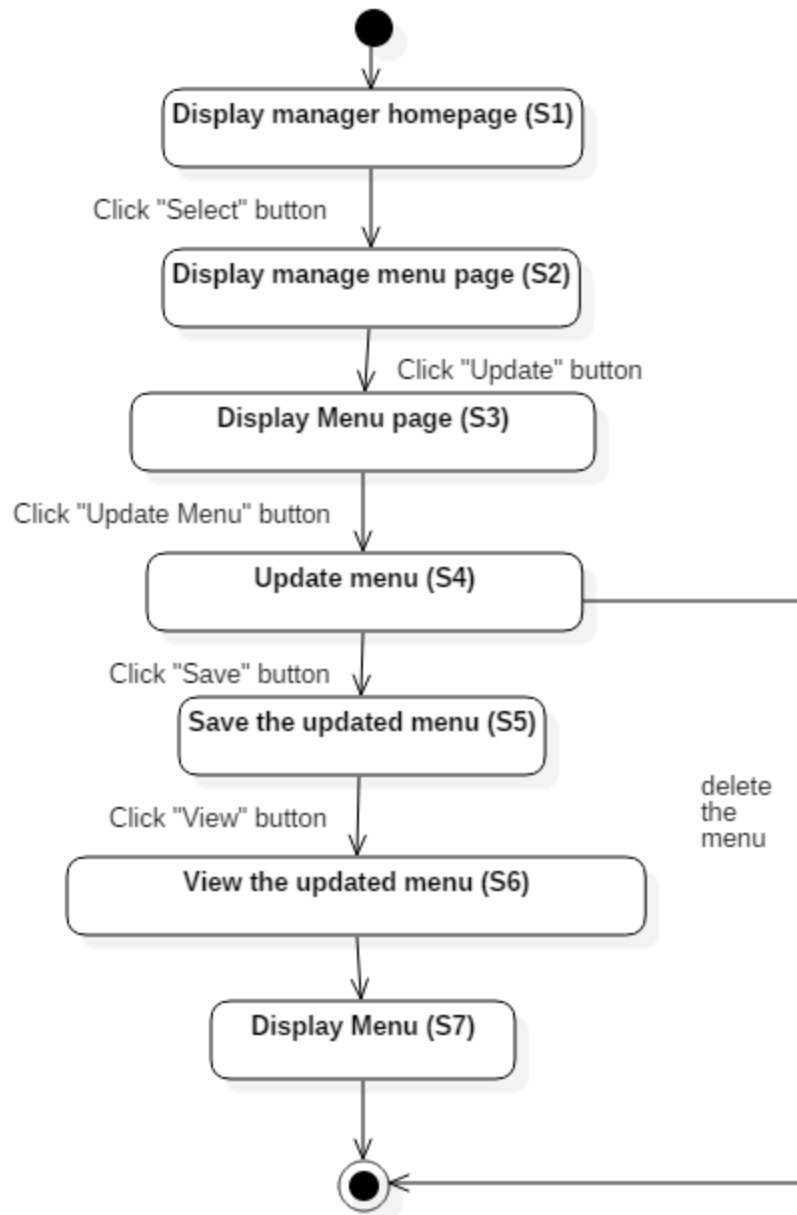 Display manager homepage (S1)
Click "Select" button
Display manage menu page (S2)
Click "Update" button
Display Menu page (S3)
Click "Update Menu" button
Update menu (S4)
Click "Save" button
Save the updated menu (S5)
delete
the
menu
Click "View" button
View the updated menu (S6)
Display Menu (S7)